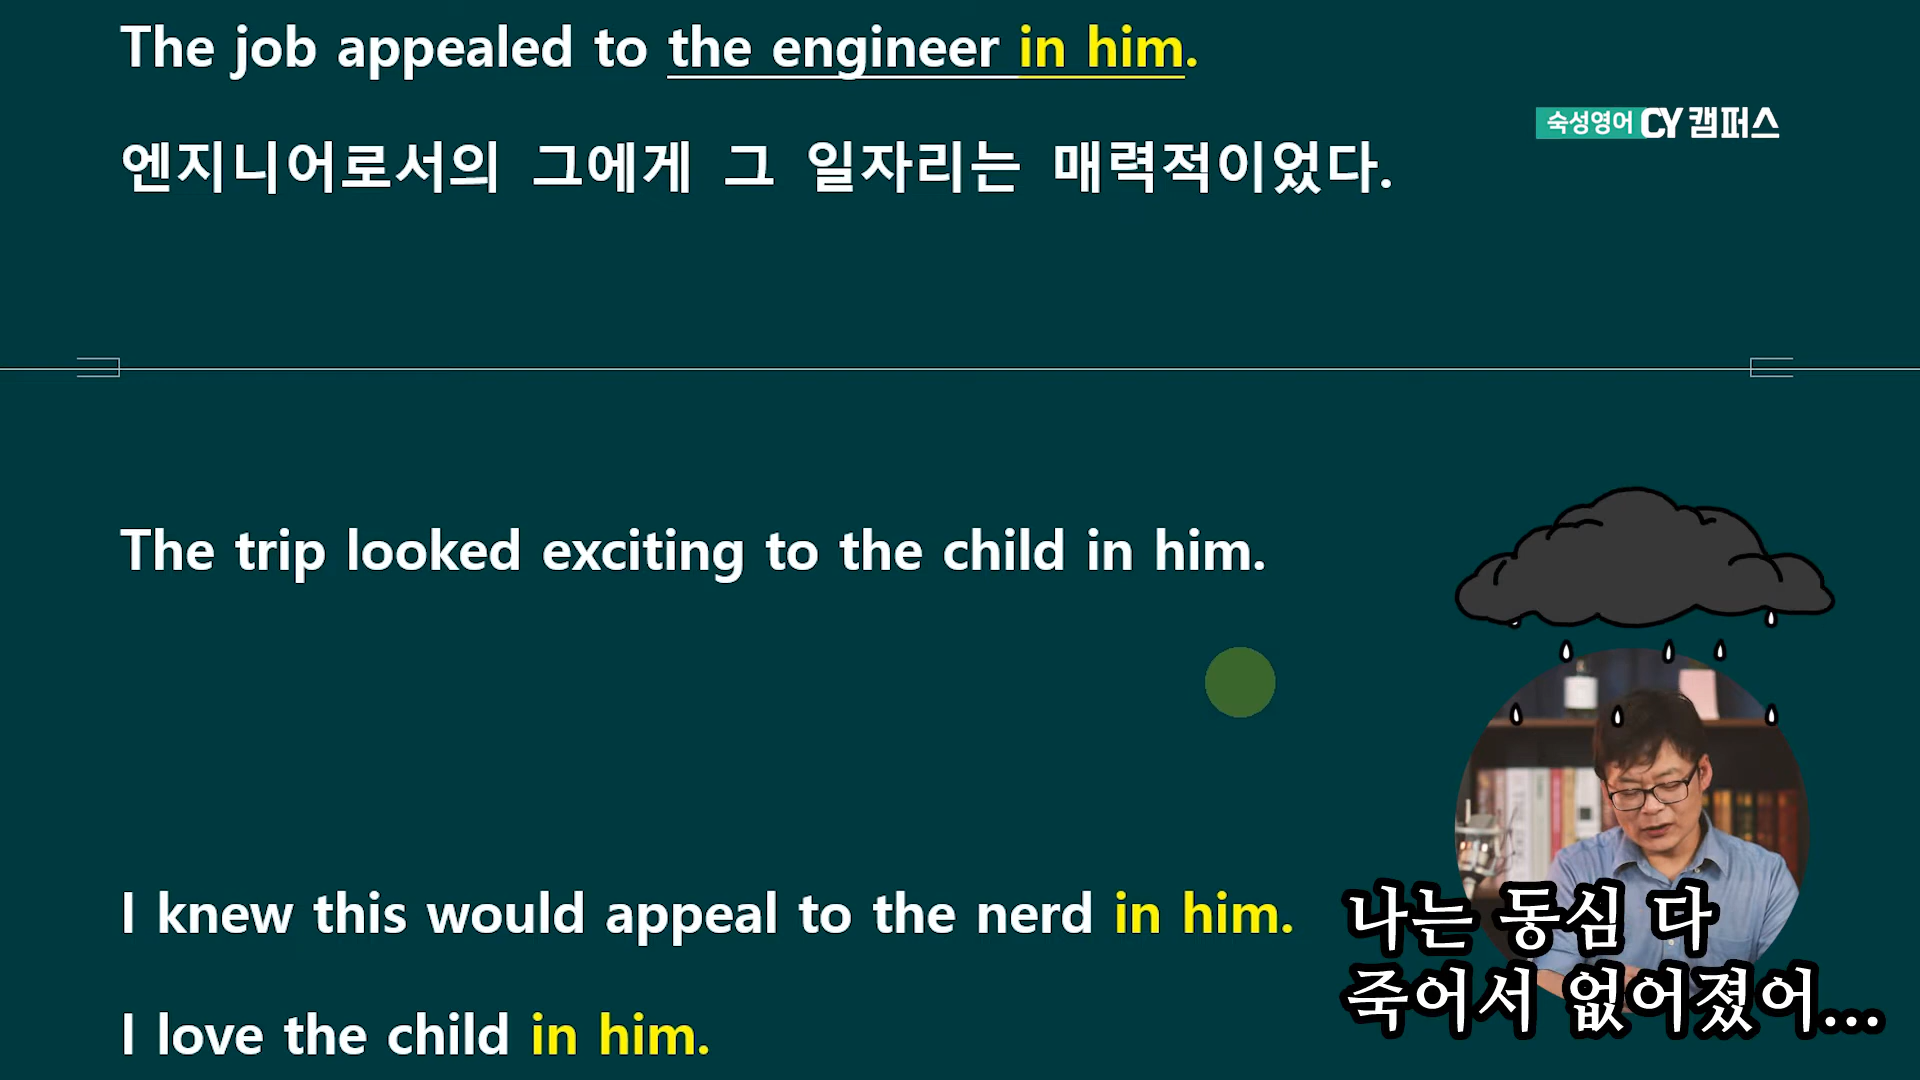 The job appealed to the engineer in him.
숙성영어 CY캠퍼스
엔지니어로서의 그에게 그 일자리는 매력적이었다.
The trip looked exciting to the child in him.
I knew this would appeal to the nerd in him.
I love the child in him.
나는 동심 다
죽어서 없어졌어...